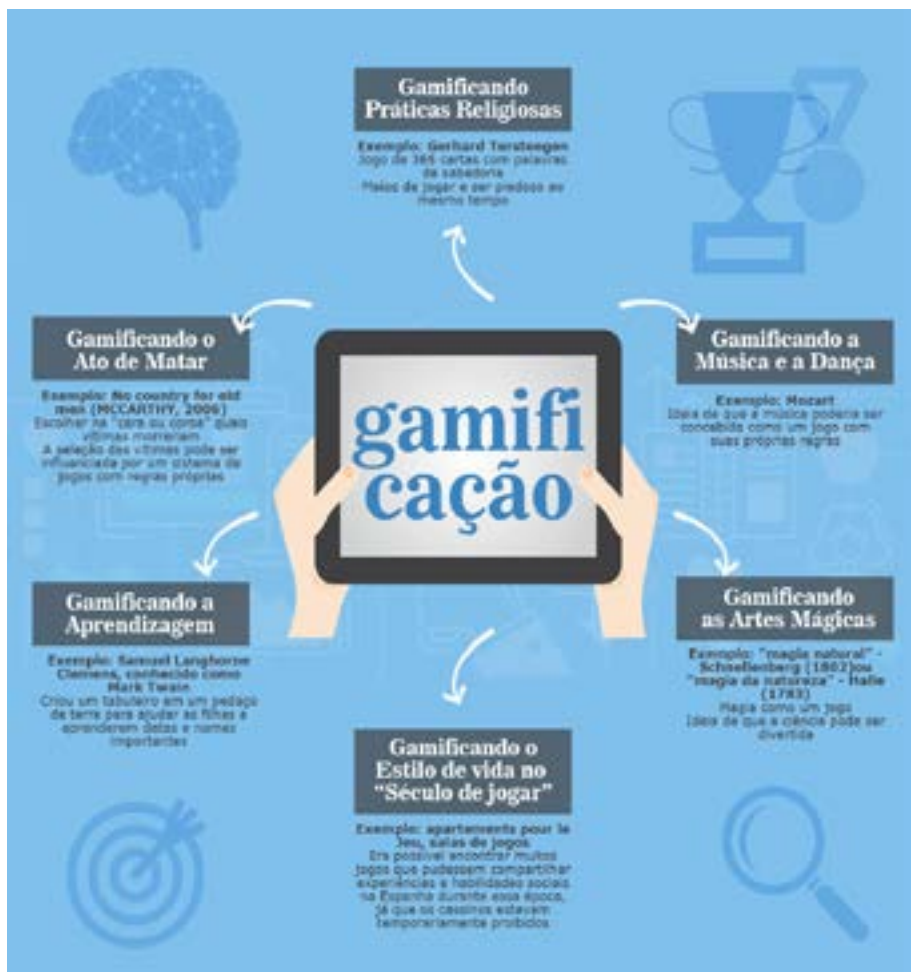 Gamificando
Práticas Religiosas
Exemplo: Gerhard Tersteegen
Jogo de 365 cartas com palavras
de sabedoria
Meios de jogar e ser piedoso ao
mesmo tempo
Gamificando o
Ato de Matar
Exemplo: No country for old
men (MCCARTHY, 2006)
Escolher na "cara ou coroa" quais
vítimas morreriam
A seleção das vítimas pode ser
influenciada por um sistema de
jogos com regras próprias
Gamificando a
Música e a Dança
Exemplo: Mozart
Ideia de que a música poderia ser
concebida como um jogo com
suas próprias regras
gamifi
cação
Gamificando a
Aprendizagem
Exemplo: Samuel Langhorne
Clemens, conhecido como
Mark Twain
Criou um tabuleiro em um pedaço
de terra para ajudar as filhas a
aprenderem datas e nomes
importantes
Gamificando
as Artes Mágicas
Exemplo: "magia natural" -
Schnellenberg (1802)ou
"magia da natureza" - Halle
(1783)
Magia como um jogo
Ideia de que a ciência pode ser
divertida
Gamificando o
Estilo de vida no
“Século de jogar”
Exemplo: apartements pour le
Jeu, salas de jogos
Era possível encontrar muitos
jogos que pudessem compartilhar
experiências e habilidades sociais
na Espanha durante essa época,
já que os cassinos estavam
temporariamente proibidos